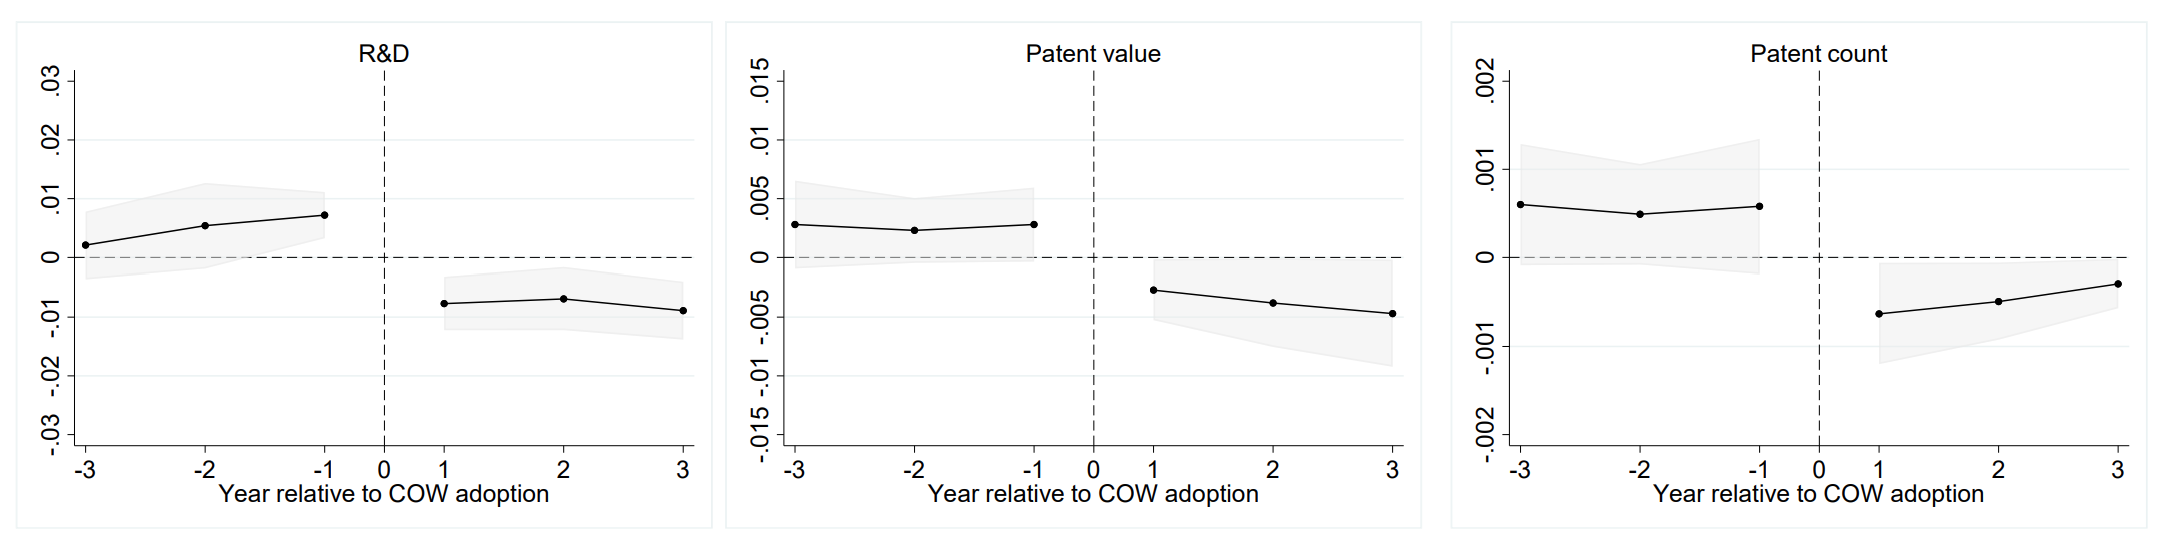 R&D
.03
.02
.01
0
-.01
-.02
-.03
-3 -2 -1 0 1 2 3
Year relative to COW adoption
Patent value
.015
.01
.005
0
-.005
-.01
-.015
-3 -2 -1 0 1 2 3
Year relative to COW adoption
Patent count
.002
.001
0
-.001
-.002
-3 -2 -1 0 1 2 3
Year relative to COW adoption